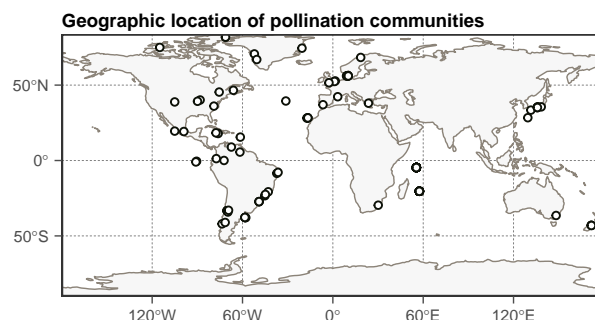 Geographic location of pollination communities
50°N
0°
50°S
120°W
60°W
0°
60°E
120°E